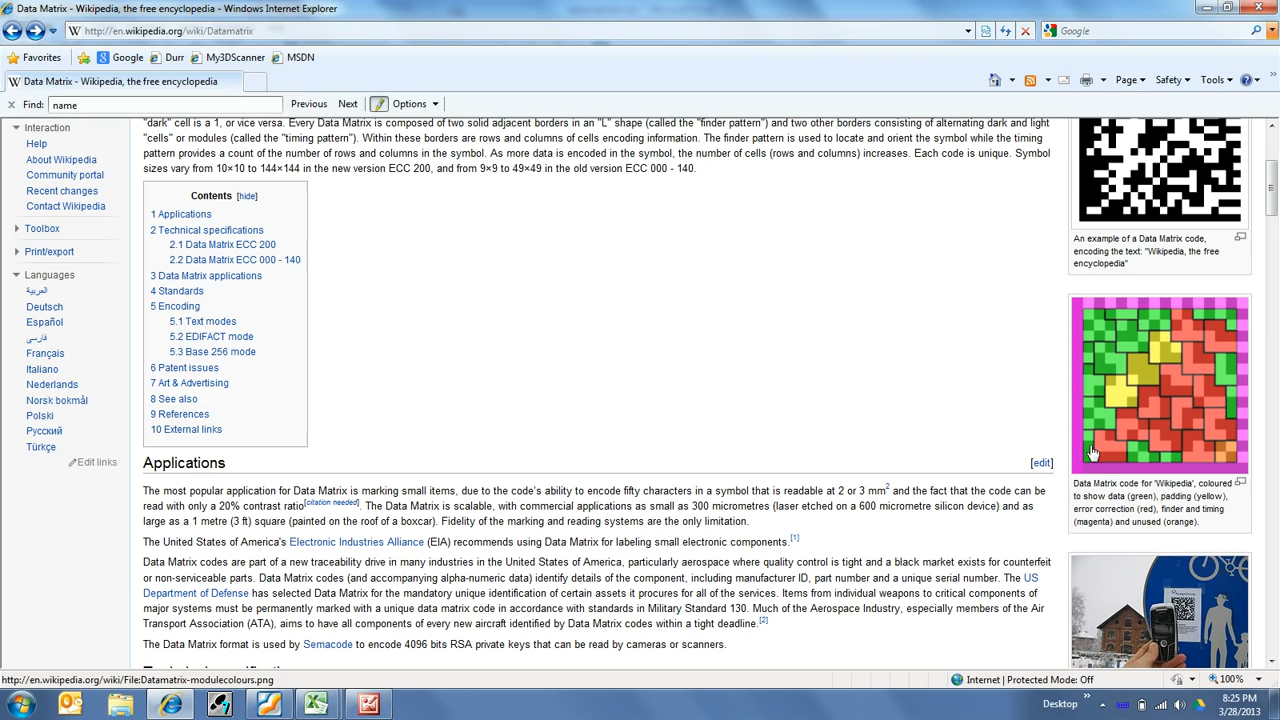 Data Matrix - Wikipedia, the free encyclopedia - Windows Internet Explorer
http://en.wikipedia.org/wiki/Datamatrix
Google
Favorites
Google
Durr
My3DScanner
MSDN
Data Matrix - Wikipedia, the free encyclopedia
Page
Safety
Tools
Find: name
Previous
Next
Options
Interaction
Help
About Wikipedia
Community portal
Recent changes
Contact Wikipedia
Toolbox
Print/export
Languages
العربية
Deutsch
Español
فارسی
Français
Italiano
Nederlands
Norsk bokmål
Polski
Русский
Türkçe
Edit links
"dark" cell is a 1, or vice versa. Every Data Matrix is composed of two solid adjacent borders in an "L" shape (called the "finder pattern") and two other borders consisting of alternating dark and light
"cells" or modules (called the "timing pattern"). Within these borders are rows and columns of cells encoding information. The finder pattern is used to locate and orient the symbol while the timing
pattern provides a count of the number of rows and columns in the symbol. As more data is encoded in the symbol, the number of cells (rows and columns) increases. Each code is unique. Symbol
sizes vary from 10×10 to 144×144 in the new version ECC 200, and from 9×9 to 49×49 in the old version ECC 000 - 140.
Contents [hide]
1 Applications
2 Technical specifications
2.1 Data Matrix ECC 200
2.2 Data Matrix ECC 000 - 140
3 Data Matrix applications
4 Standards
5 Encoding
5.1 Text modes
5.2 EDIFACT mode
5.3 Base 256 mode
6 Patent issues
7 Art & Advertising
8 See also
9 References
10 External links
Applications [edit]
The most popular application for Data Matrix is marking small items, due to the code's ability to encode fifty characters in a symbol that is readable at 2 or 3 mm2 and the fact that the code can be
read with only a 20% contrast ratio[citation needed]. The Data Matrix is scalable, with commercial applications as small as 300 micrometres (laser etched on a 600 micrometre silicon device) and as
large as a 1 metre (3 ft) square (painted on the roof of a boxcar). Fidelity of the marking and reading systems are the only limitation.
The United States of America's Electronic Industries Alliance (EIA) recommends using Data Matrix for labeling small electronic components.[1]
Data Matrix codes are part of a new traceability drive in many industries in the United States of America, particularly aerospace where quality control is tight and a black market exists for counterfeit
or non-serviceable parts. Data Matrix codes (and accompanying alpha-numeric data) identify details of the component, including manufacturer ID, part number and a unique serial number. The US
Department of Defense has selected Data Matrix for the mandatory unique identification of certain assets it procures for all of the services. Items from individual weapons to critical components of
major systems must be permanently marked with a unique data matrix code in accordance with standards in Military Standard 130. Much of the Aerospace Industry, especially members of the Air
Transport Association (ATA), aims to have all components of every new aircraft identified by Data Matrix codes within a tight deadline.[2]
The Data Matrix format is used by Semacode to encode 4096 bits RSA private keys that can be read by cameras or scanners.
An example of a Data Matrix code,
encoding the text: "Wikipedia, the free
encyclopedia"
Data Matrix code for 'Wikipedia', coloured
to show data (green), padding (yellow),
error correction (red), finder and timing
(magenta) and unused (orange).
http://en.wikipedia.org/wiki/File:Datamatrix-modulecolours.png
Internet | Protected Mode: Off
100%
Desktop
8:25 PM
3/28/2013